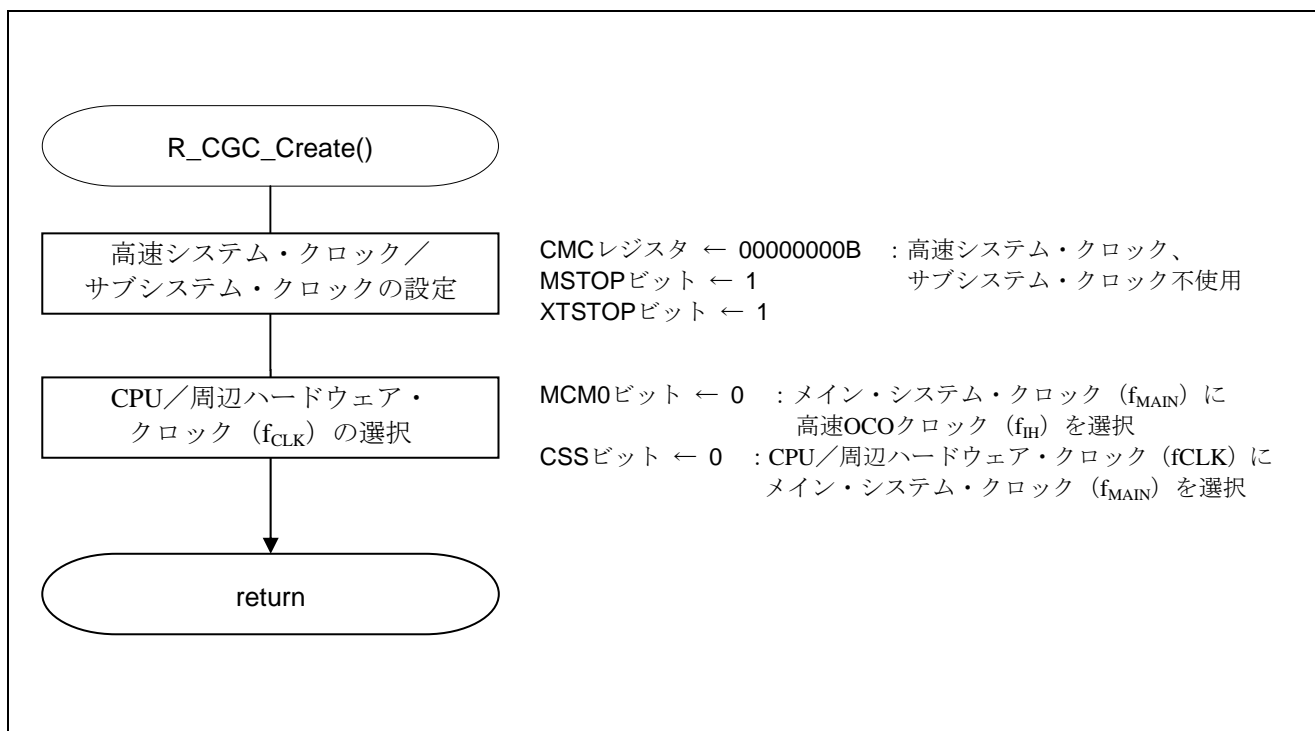 R_CGC_Create()
高速システム・クロック／
サブシステム・クロックの設定
CMCレジスタ ← 00000000B ：高速システム・クロック、
MSTOPビット ← 1 サブシステム・クロック不使用
XTSTOPビット ← 1
CPU／周辺ハードウェア・
クロック（fCLK）の選択
MCM0ビット ← 0 ：メイン・システム・クロック（fMAIN）に
高速OCOクロック（fIH）を選択
CSSビット ← 0 ：CPU／周辺ハードウェア・クロック（fCLK）に
メイン・システム・クロック（fMAIN）を選択
return